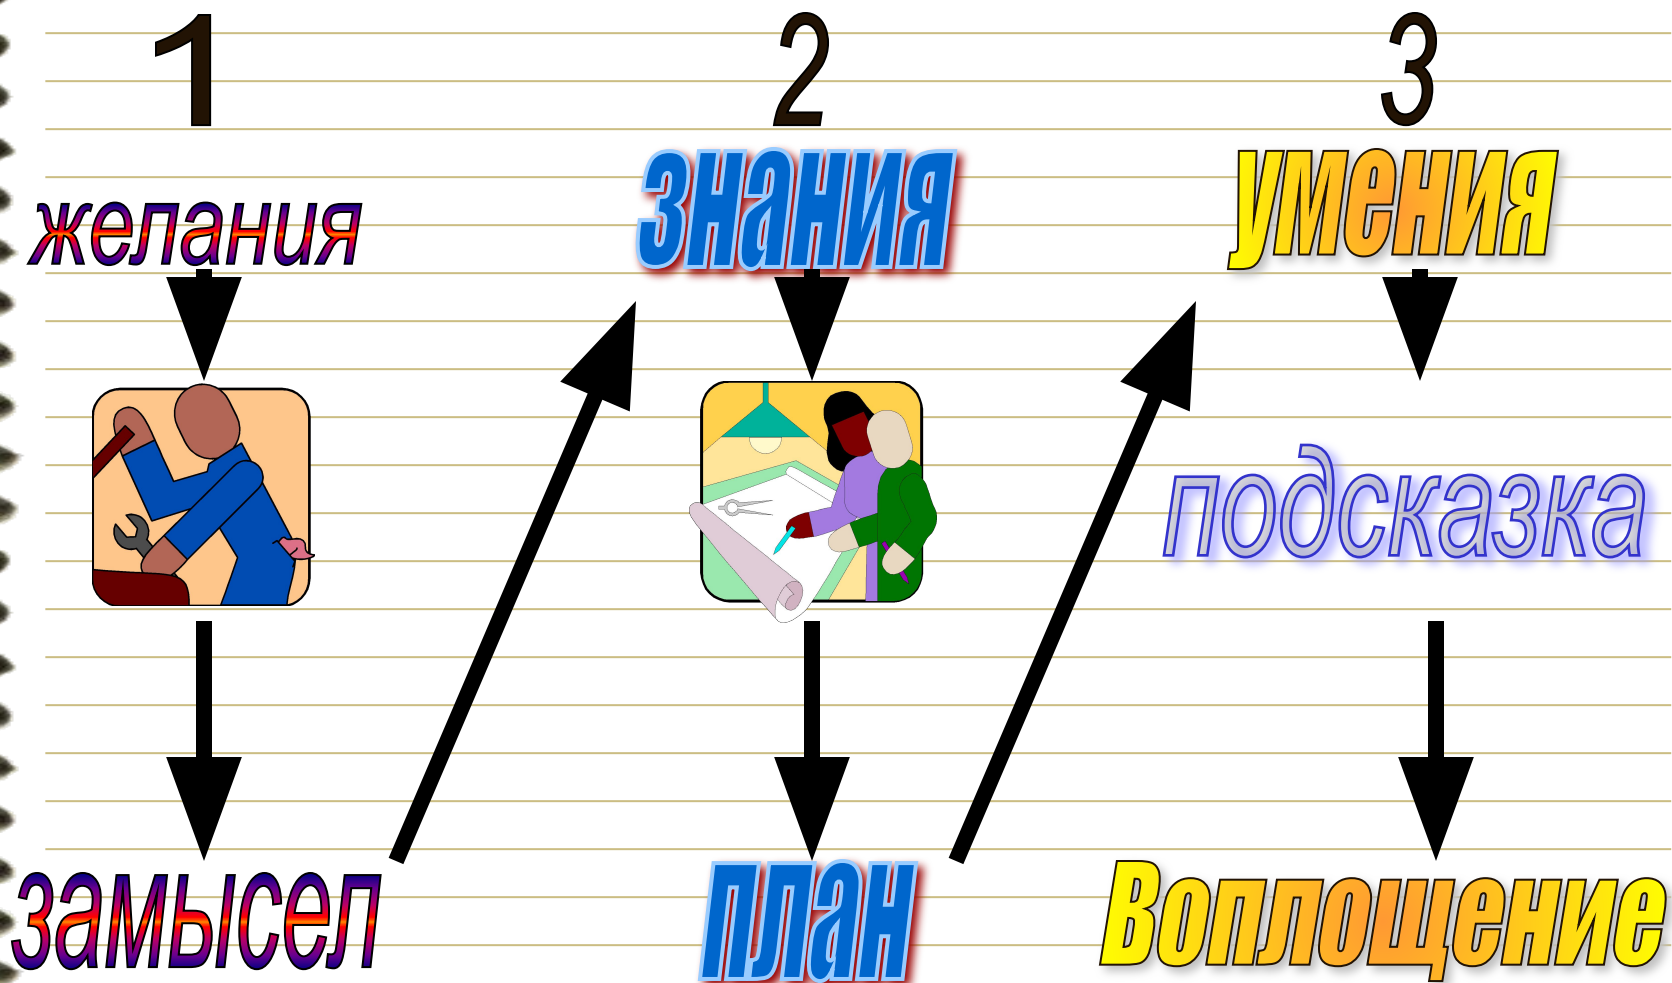 1 2 3
желания знания умения
подсказка
замысел план Воплощение